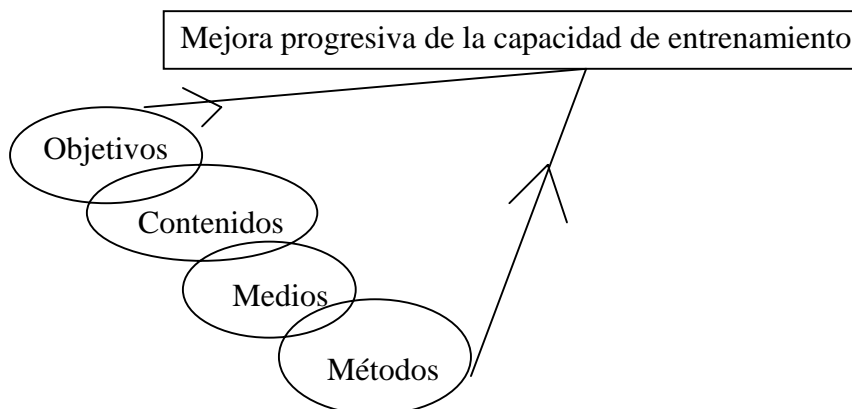 Mejora progresiva de la capacidad de entrenamiento
Objetivos
Contenidos
Medios
Métodos